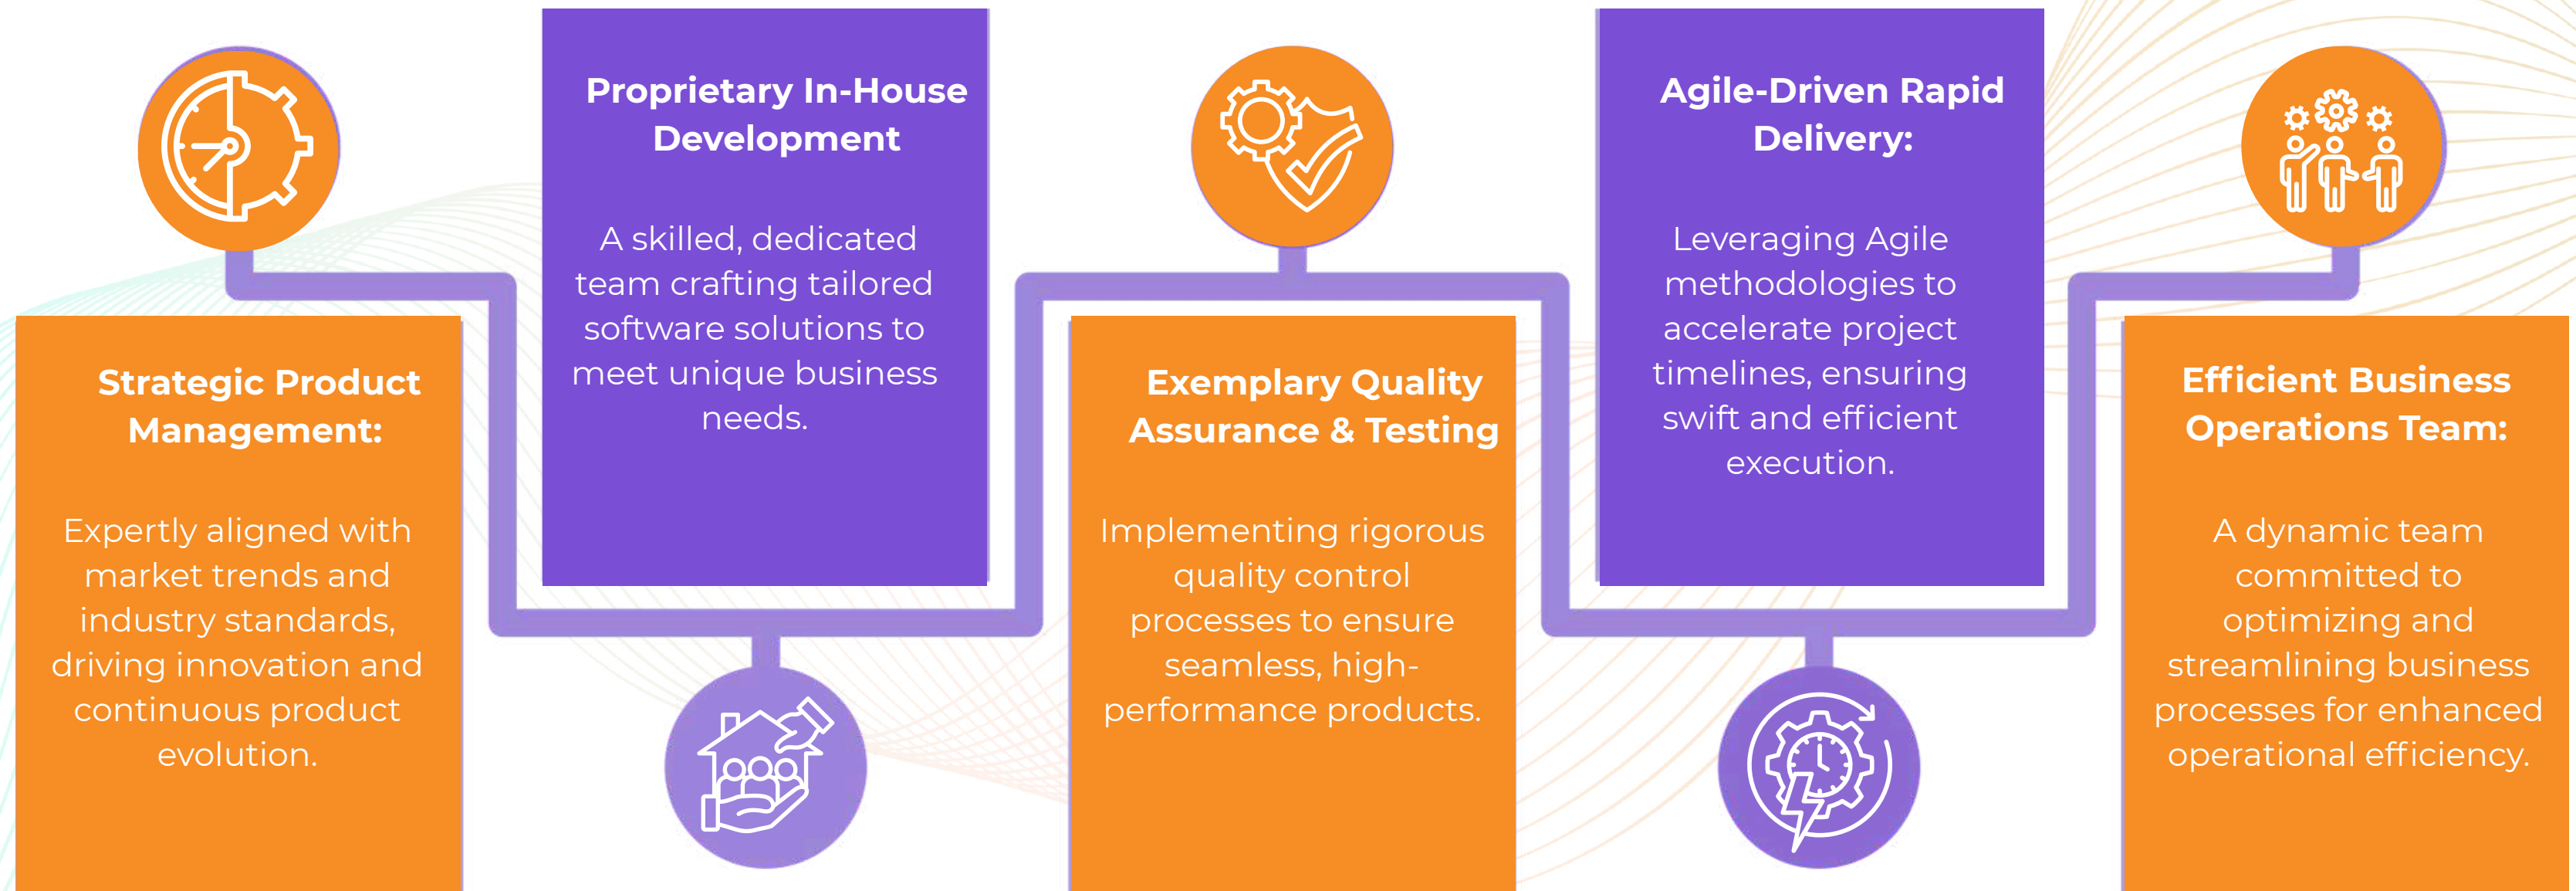 Strategic Product
Management:
Expertly aligned with
market trends and
industry standards,
driving innovation and
continuous product
evolution.
Proprietary In-House
Development
A skilled, dedicated
team crafting tailored
software solutions to
meet unique business
needs.
Exemplary Quality
Assurance & Testing
Implementing rigorous
quality control
processes to ensure
seamless, high-
performance products.
Agile-Driven Rapid
Delivery:
Leveraging Agile
methodologies to
accelerate project
timelines, ensuring
swift and efficient
execution.
Efficient Business
Operations Team:
A dynamic team
committed to
optimizing and
streamlining business
processes for enhanced
operational efficiency.